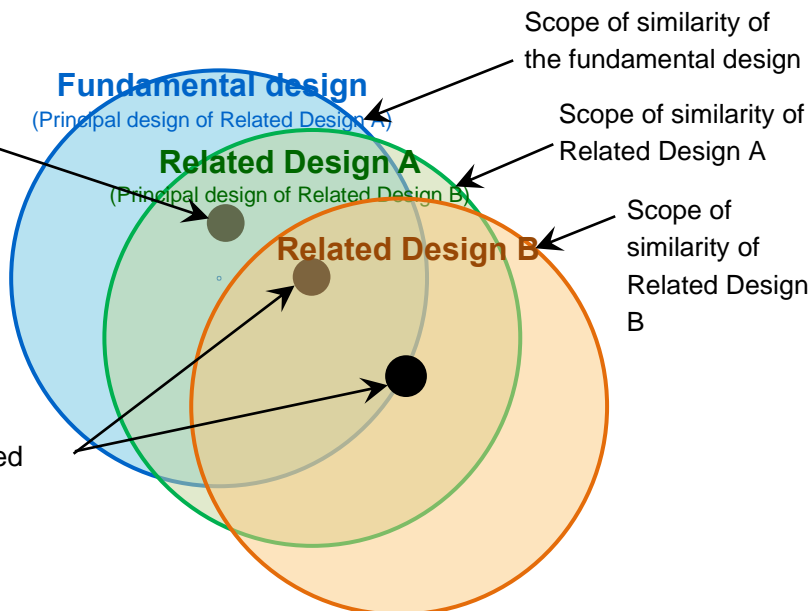 Scope of similarity of
the fundamental design
Fundamental design
(Principal design of Related Design A)
Scope of similarity of
Related Design A
Related Design A
(Principal design of Related Design B)
Scope of
similarity of
Related Design
B
Related Design B
ed